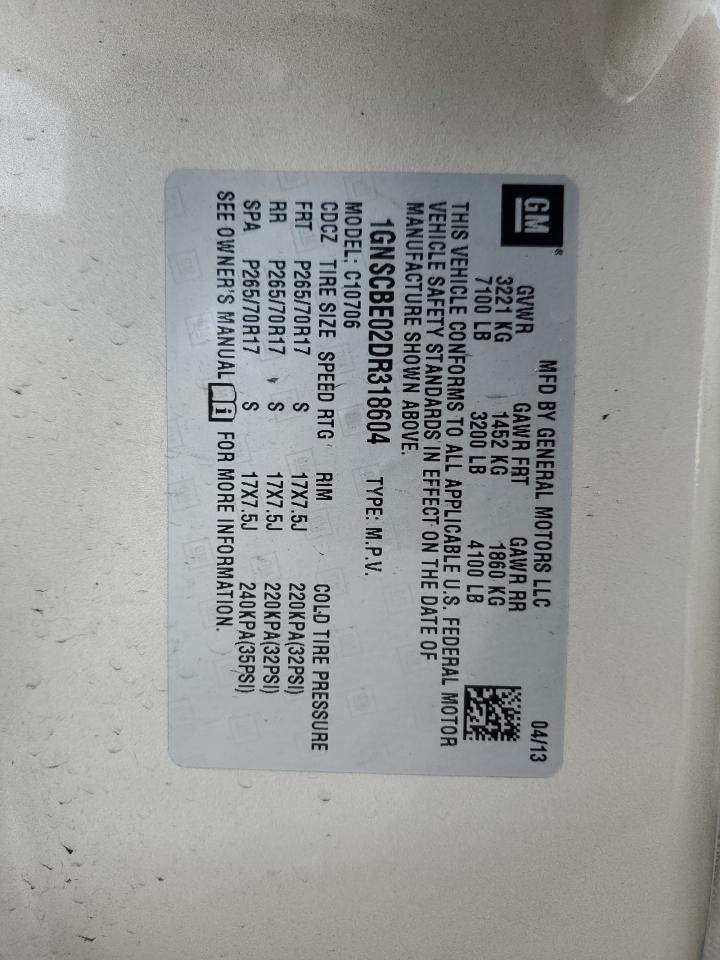 GM®
MFD BY GENERAL MOTORS LLC 04/13
GVWR GAWR FRT GAWR RR
3221 KG 1452 KG 1860 KG
7100 LB 3200 LB 4100 LB
THIS VEHICLE CONFORMS TO ALL APPLICABLE U.S. FEDERAL MOTOR
VEHICLE SAFETY STANDARDS IN EFFECT ON THE DATE OF
MANUFACTURE SHOWN ABOVE.
1GNSCBE02DR318604 TYPE: M.P.V.
MODEL: C10706
CDCZ TIRE SIZE SPEED RTG RIM COLD TIRE PRESSURE
FRT P265/70R17 S 17X7.5J 220KPA(32PSI)
RR P265/70R17 S 17X7.5J 220KPA(32PSI)
SPA P265/70R17 S 17X7.5J 240KPA(35PSI)
SEE OWNER'S MANUAL i FOR MORE INFORMATION.